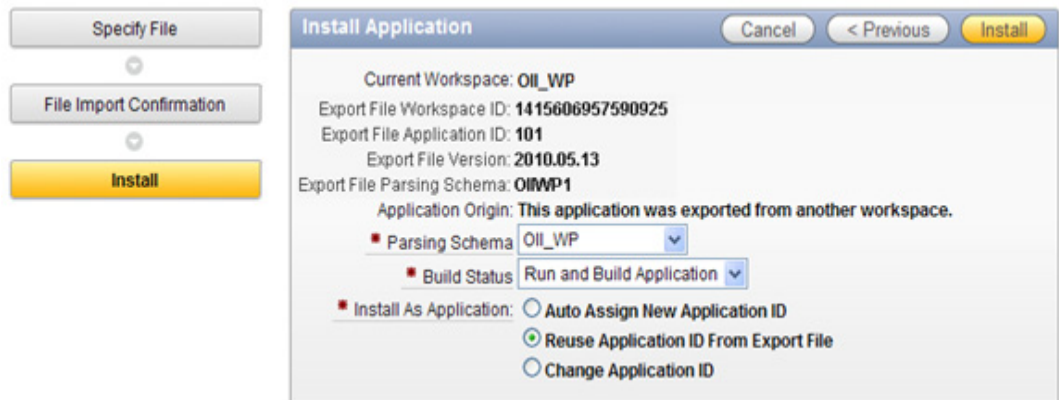 Specify File
File Import Confirmation
Install
Install Application
Cancel
< Previous
Install
Current Workspace: OII_WP
Export File Workspace ID: 1415606957590925
Export File Application ID: 101
Export File Version: 2010.05.13
Export File Parsing Schema: OIIWP1
Application Origin: This application was exported from another workspace.
* Parsing Schema OII_WP
* Build Status Run and Build Application
* Install As Application: Auto Assign New Application ID
Reuse Application ID From Export File
Change Application ID